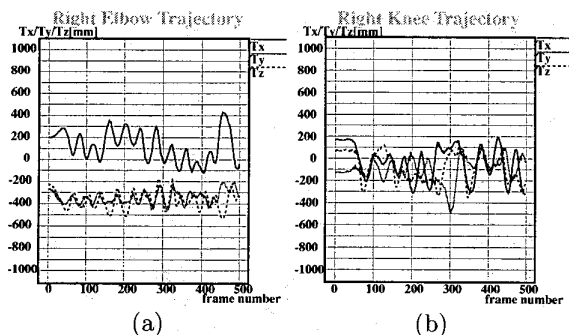 Right Elbow Trajectory
Tx/Ty/Tz[mm]
1000
800
600
400
200
0
-200
-400
-600
-800
-1000
Tx
Ty
Tz
0 100 200 300 400 500
frame number
(a)
Right Knee Trajectory
Tx/Ty/Tz[mm]
1000
800
600
400
200
0
-200
-400
-600
-800
-1000
Tx
Ty
Tz
0 100 200 300 400 500
frame number
(b)